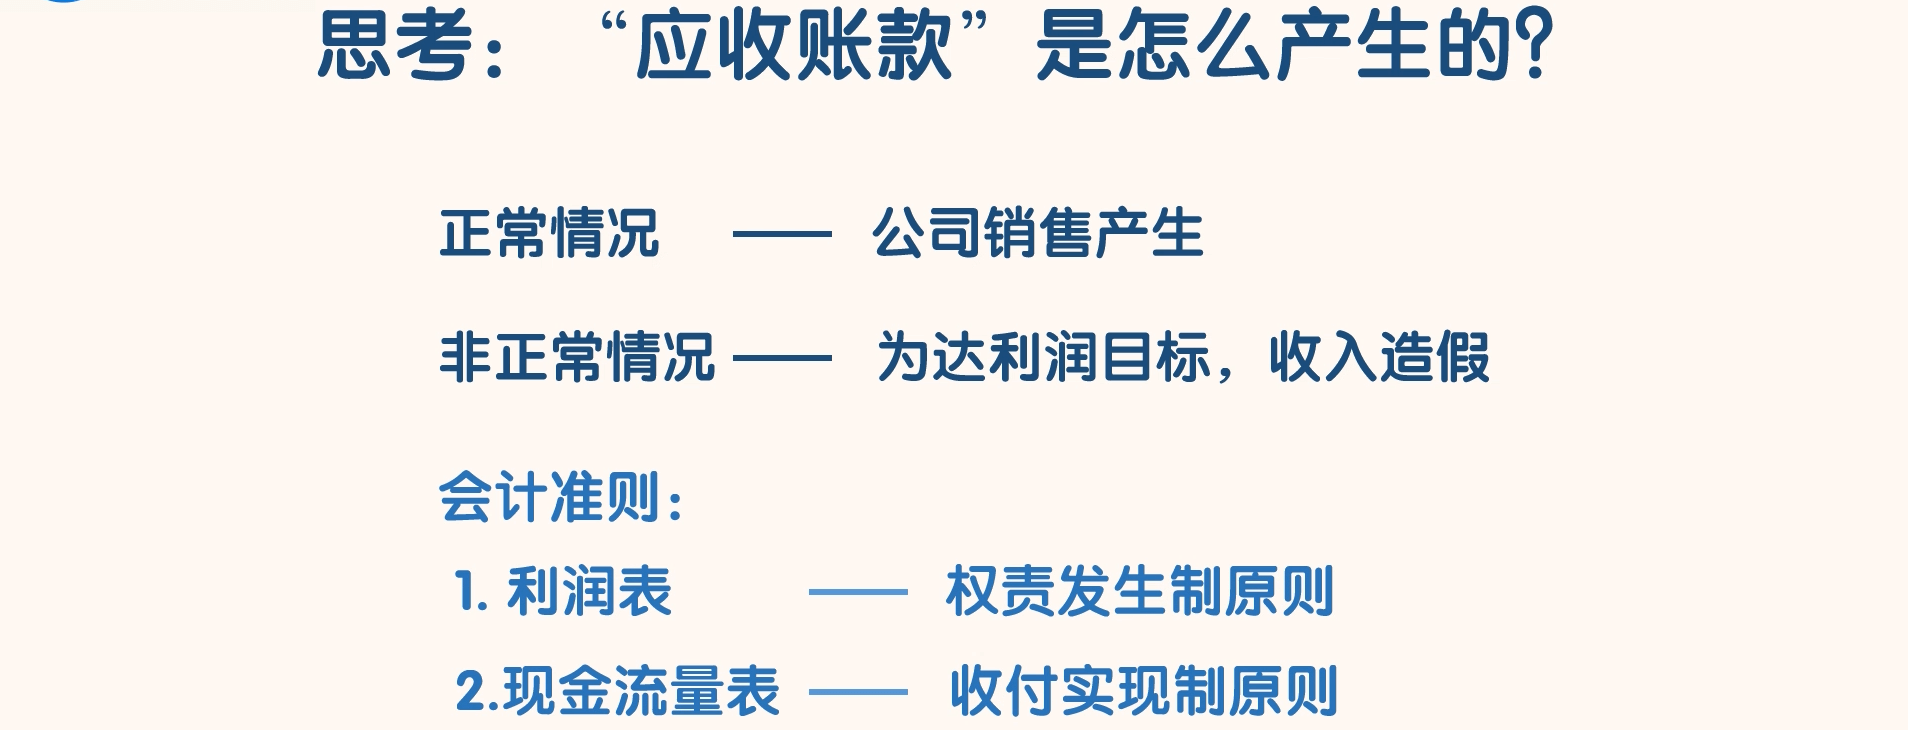 思考：“应收账款”是怎么产生的？
正常情况 —— 公司销售产生
非正常情况 —— 为达利润目标，收入造假
会计准则：
1. 利润表 —— 权责发生制原则
2.现金流量表 —— 收付实现制原则